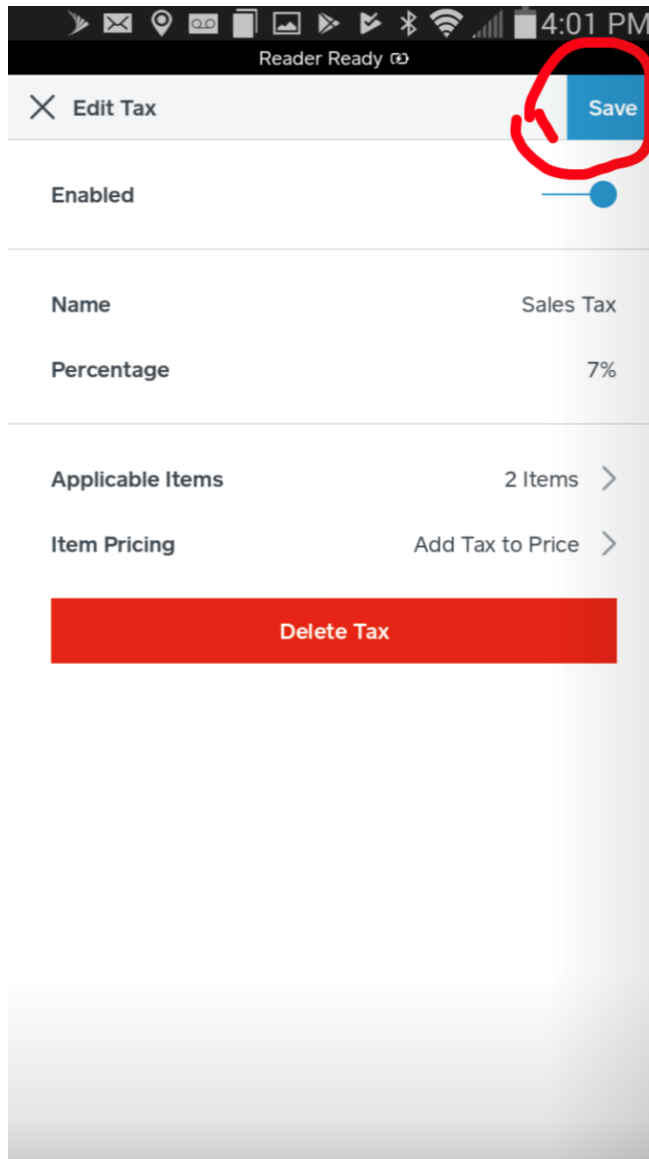 4:01 PM
Reader Ready
Edit Tax Save
Enabled
Name Sales Tax
Percentage 7%
Applicable Items 2 Items
Item Pricing Add Tax to Price
Delete Tax